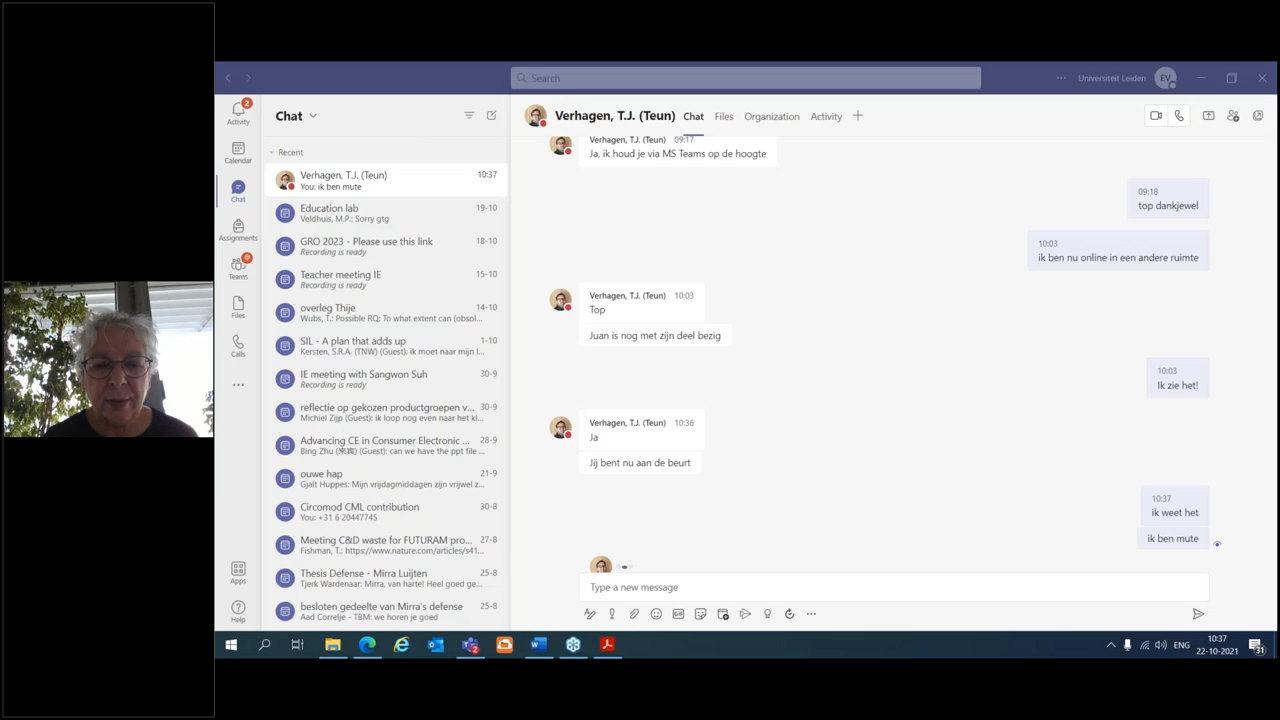 Search
Universiteit Leiden
EV
2
Activity
Calendar
Chat
Assignments
Teams
Files
Calls
Apps
Help
Chat
Recent
Verhagen, T.J. (Teun) 10:37
You: ik ben mute
Education lab 19-10
Veldhuis, M.P.: Sorry gtg
GRO 2023 - Please use this link 18-10
Recording is ready
Teacher meeting IE 15-10
Recording is ready
overleg Thije 14-10
Wubs, T.: Possible RQ: To what extent can (obsol...
SIL - A plan that adds up 1-10
Kersten, S.R.A. (TNW) (Guest): ik moet naar mijn l...
IE meeting with Sangwon Suh 30-9
Recording is ready
reflectie op gekozen productgroepen v... 30-9
Michiel Zijp (Guest): ik loop nog even naar het kl...
Advancing CE in Consumer Electronic ... 28-9
Bing Zhu (来宾) (Guest): can we have the ppt file ...
ouwe hap 21-9
Gjalt Huppes: Mijn vrijdagmiddagen zijn vrijwel z...
Circomod CML contribution 30-8
You: +31 6 20447745
Meeting C&D waste for FUTURAM pro... 27-8
Fishman, T.: https://www.nature.com/articles/s41...
Thesis Defense - Mirra Luijten 25-8
Tjerk Wardenaar: Mirra, van harte! Heel goed ge...
besloten gedeelte van Mirra's defense 25-8
Aad Correlje - TBM: we horen je goed
Verhagen, T.J. (Teun) Chat Files Organization Activity
Verhagen, T.J. (Teun) 09:17
Ja, ik houd je via MS Teams op de hoogte
09:18
top dankjewel
10:03
ik ben nu online in een andere ruimte
Verhagen, T.J. (Teun) 10:03
Top
Juan is nog met zijn deel bezig
10:03
Ik zie het!
Verhagen, T.J. (Teun) 10:36
Ja
Jij bent nu aan de beurt
10:37
ik weet het
ik ben mute
Type a new message
GIF
2
ENG
10:37
22-10-2021
31